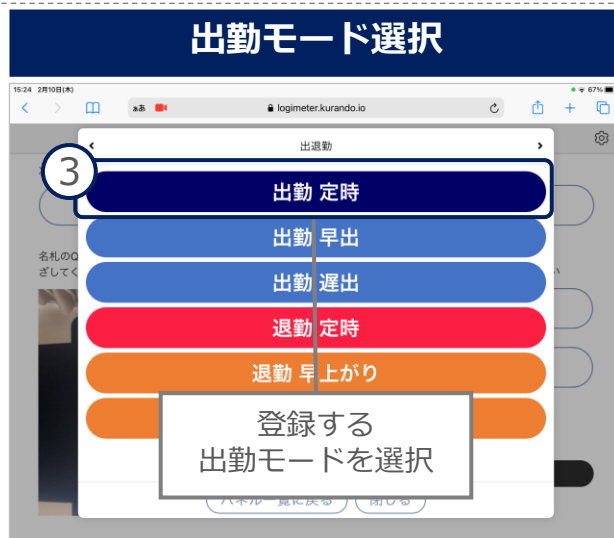 出勤モード選択
15:24 2月10日(木)
67%
ああ
logimeter.kurando.io
出退勤
3
出勤 定時
出勤 早出
出勤 遅出
名札のQ
ざしてく
い
退勤 定時
退勤 早上がり
登録する
出勤モードを選択
パネル一覧に戻る
閉じる